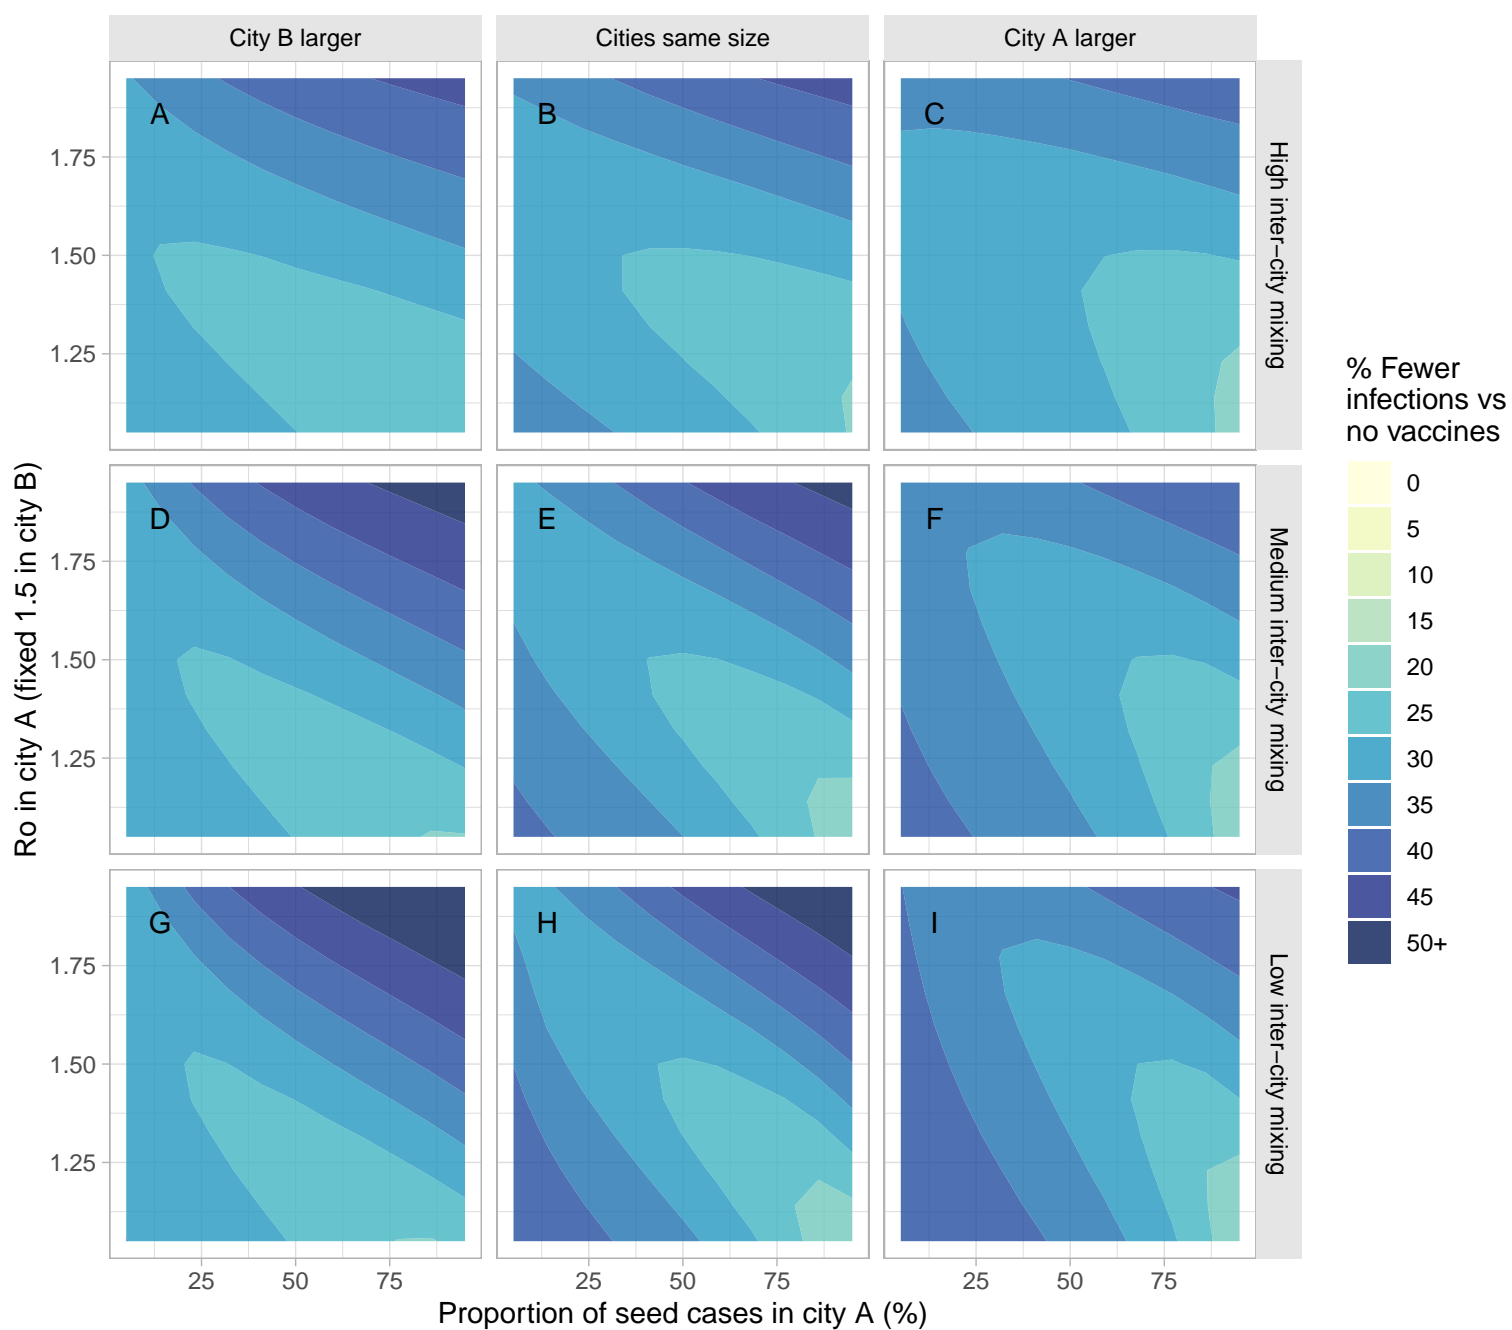 City B larger
Cities same size
City A larger
A
B
C
High inter−city mixing
1.75
1.50
1.25
D
E
F
Medium inter−city mixing
1.75
1.50
1.25
G
H
I
Low inter−city mixing
1.75
1.50
1.25
25
50
75
25
50
75
25
50
75
Proportion of seed cases in city A (%)
Ro in city A (fixed 1.5 in city B)
% Fewer
infections vs
no vaccines
0
5
10
15
20
25
30
35
40
45
50+